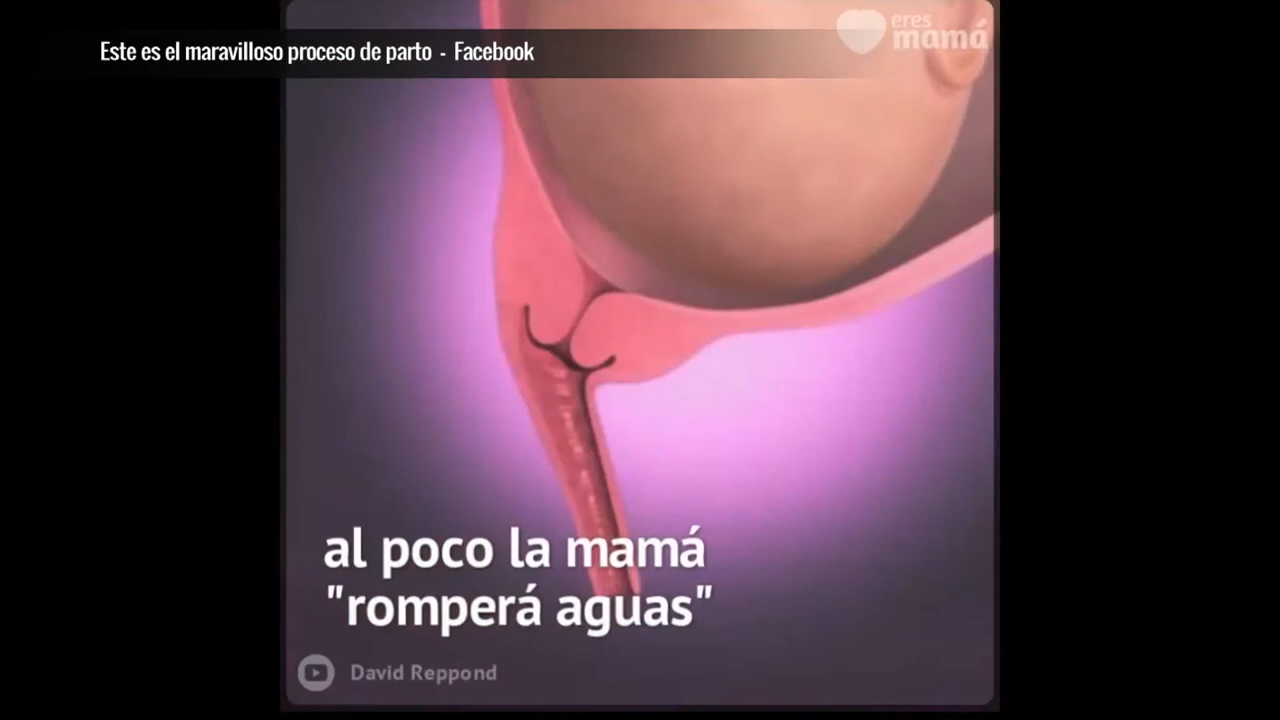 eres
mamá
Este es el maravilloso proceso de parto - Facebook
al poco la mamá
"romperá aguas"
David Reppond